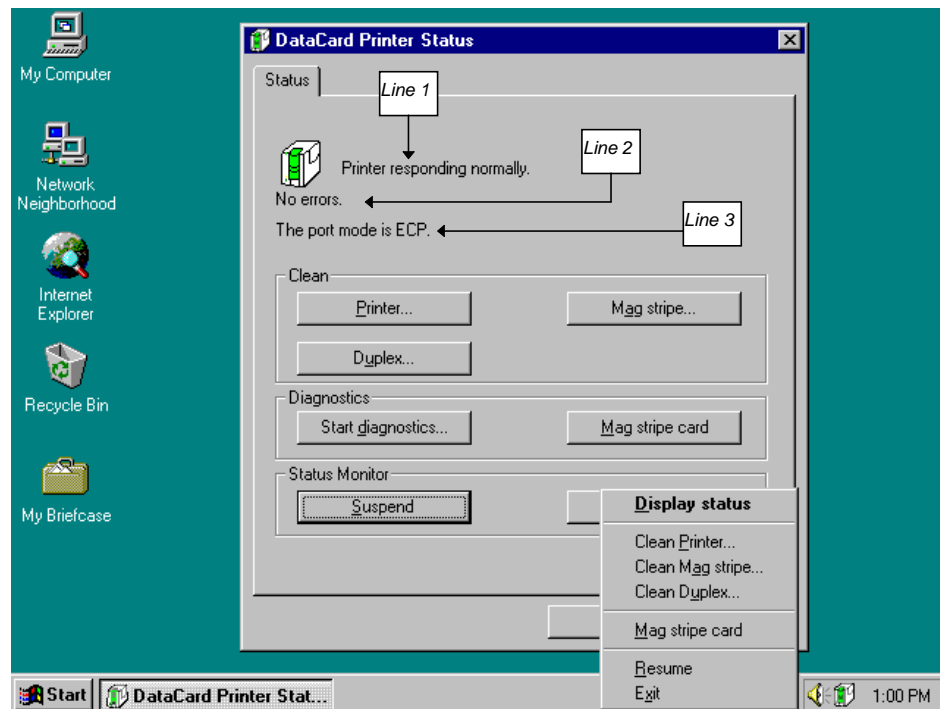 My Computer
Network
Neighborhood
Internet
Explorer
Recycle Bin
My Briefcase
DataCard Printer Status
Status
Line 1
Printer responding normally.
Line 2
No errors.
Line 3
The port mode is ECP.
Clean
Printer...
Mag stripe...
Duplex...
Diagnostics
Start diagnostics...
Mag stripe card
Status Monitor
Suspend
Display status
Clean Printer...
Clean Mag stripe...
Clean Duplex...
Mag stripe card
Resume
Exit
Start
DataCard Printer Stat...
1:00 PM